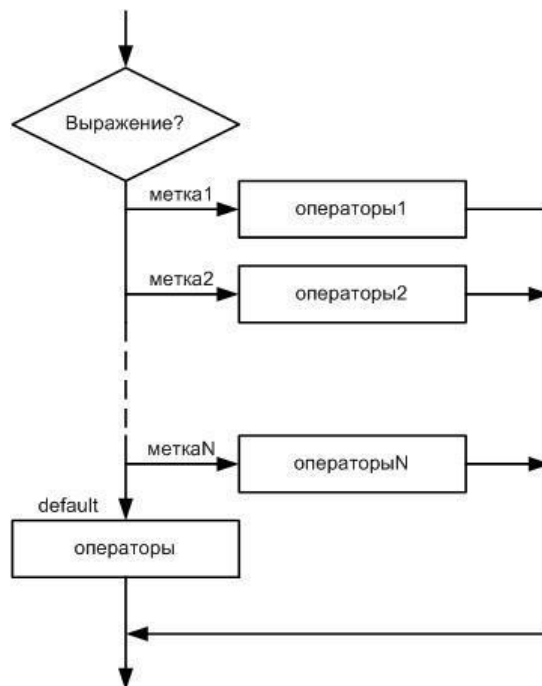 Выражение?
метка1
операторы1
метка2
операторы2
меткаN
операторыN
default
операторы